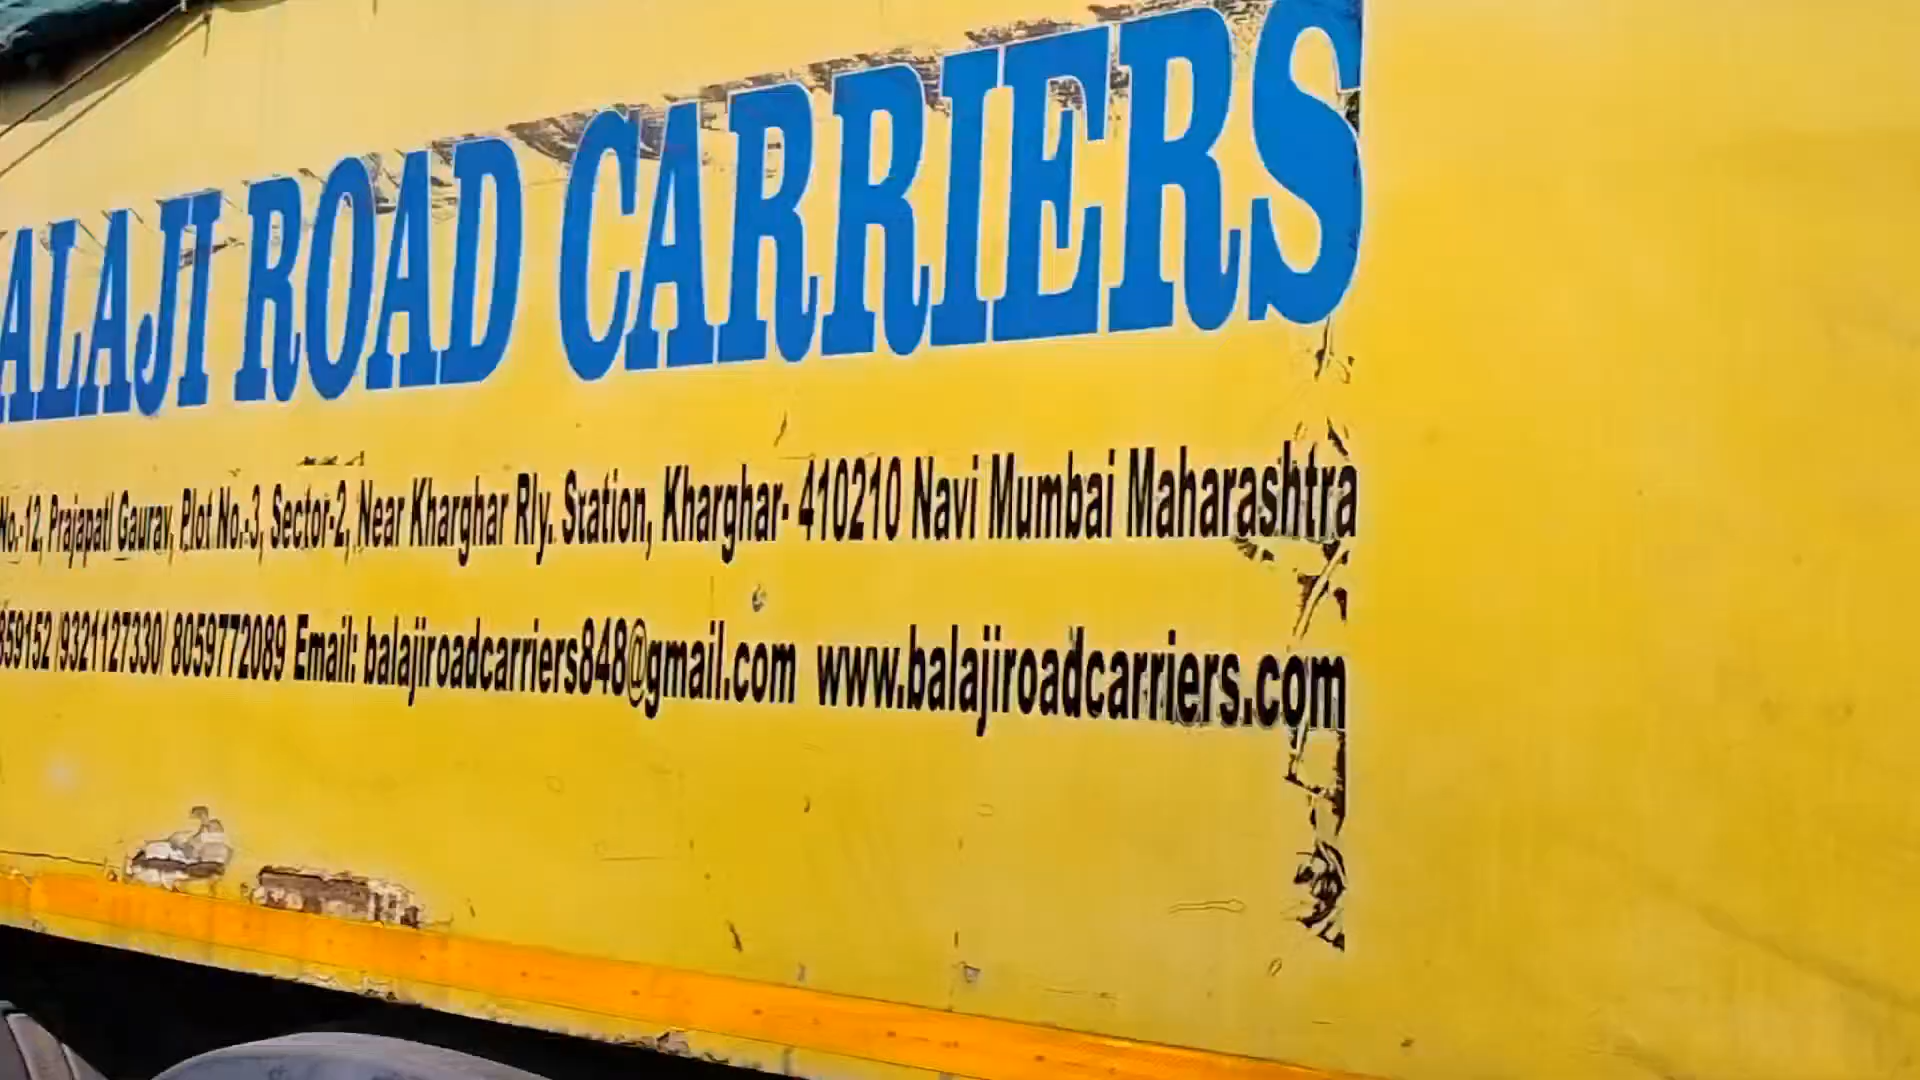 ALAJI ROAD CARRIERS
No.-12, Prajapati Gaurav, Plot No.-3, Sector-2, Near Kharghar Rly. Station, Kharghar- 410210 Navi Mumbai Maharashtra
859152 /9321127330/ 8059772089 Email: balajiroadcarriers848@gmail.com www.balajiroadcarriers.com